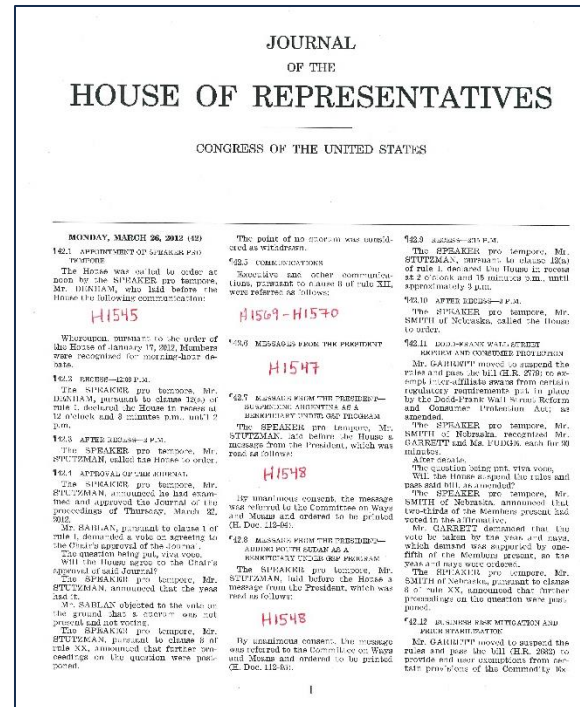 JOURNAL
OF THE
HOUSE OF REPRESENTATIVES
CONGRESS OF THE UNITED STATES
MONDAY, MARCH 26, 2012 (42)
¶42.1 APPOINTMENT OF SPEAKER PRO
TEMPORE
The House was called to order at
noon by the SPEAKER pro tempore,
Mr. DENHAM, who laid before the
House the following communication:
H1545
Whereupon, pursuant to the order of
the House of January 17, 2012, Members
were recognized for morning-hour de-
bate.
¶42.2 RECESS—12:08 P.M.
The SPEAKER pro tempore, Mr.
DENHAM, pursuant to clause 12(a) of
rule I, declared the House in recess at
12 o'clock and 8 minutes p.m., until 2
p.m.
¶42.3 AFTER RECESS—2 P.M.
The SPEAKER pro tempore, Mr.
STUTZMAN, called the House to order.
¶42.4 APPROVAL OF THE JOURNAL
The SPEAKER pro tempore, Mr.
STUTZMAN, announced he had exam-
ined and approved the Journal of the
proceedings of Thursday, March 22,
2012.
Mr. SABLAN, pursuant to clause 1 of
rule I, demanded a vote on agreeing to
the Chair's approval of the Journal.
The question being put, viva voce,
Will the House agree to the Chair's
approval of said Journal?
The SPEAKER pro tempore, Mr.
STUTZMAN, announced that the yeas
had it.
Mr. SABLAN objected to the vote on
the ground that a quorum was not
present and not voting.
The SPEAKER pro tempore, Mr.
STUTZMAN, pursuant to clause 8 of
rule XX, announced that further pro-
ceedings on the question were post-
poned.
The point of no quorum was consid-
ered as withdrawn.
¶42.5 COMMUNICATIONS
Executive and other communica-
tions, pursuant to clause 8 of rule XII,
were referred as follows:
H1569-H1570
¶42.6 MESSAGES FROM THE PRESIDENT
H1547
¶42.7 MESSAGE FROM THE PRESIDENT—
SUSPENDING ARGENTINA AS A
BENEFICIARY UNDER GSP PROGRAM
The SPEAKER pro tempore, Mr.
STUTZMAN, laid before the House a
message from the President, which was
read as follows:
H1548
By unanimous consent, the message
was referred to the Committee on Ways
and Means and ordered to be printed
(H. Doc. 112-94).
¶42.8 MESSAGE FROM THE PRESIDENT—
ADDING SOUTH SUDAN AS A
BENEFICIARY UNDER GSP PROGRAM
The SPEAKER pro tempore, Mr.
STUTZMAN, laid before the House a
message from the President, which was
read as follows:
H1548
By unanimous consent, the message
was referred to the Committee on Ways
and Means and ordered to be printed
(H. Doc. 112-95).
¶42.9 RECESS—2:15 P.M.
The SPEAKER pro tempore, Mr.
STUTZMAN, pursuant to clause 12(a)
of rule I, declared the House in recess
at 2 o'clock and 15 minutes p.m., until
approximately 3 p.m.
¶42.10 AFTER RECESS—3 P.M.
The SPEAKER pro tempore, Mr.
SMITH of Nebraska, called the House
to order.
¶42.11 DODD-FRANK WALL STREET
REFORM AND CONSUMER PROTECTION
Mr. GARRETT moved to suspend the
rules and pass the bill (H.R. 2779) to ex-
empt inter-affiliate swaps from certain
regulatory requirements put in place
by the Dodd-Frank Wall Street Reform
and Consumer Protection Act; as
amended.
The SPEAKER pro tempore, Mr.
SMITH of Nebraska, recognized Mr.
GARRETT and Ms. FUDGE, each for 20
minutes.
After debate,
The question being put, viva voce,
Will the House suspend the rules and
pass said bill, as amended?
The SPEAKER pro tempore, Mr.
SMITH of Nebraska, announced that
two-thirds of the Members present had
voted in the affirmative.
Mr. GARRETT demanded that the
vote be taken by the yeas and nays,
which demand was supported by one-
fifth of the Members present, so the
yeas and nays were ordered.
The SPEAKER pro tempore, Mr.
SMITH of Nebraska, pursuant to clause
8 of rule XX, announced that further
proceedings on the question were post-
poned.
¶42.12 BUSINESS RISK MITIGATION AND
PRICE STABILIZATION
Mr. GARRETT moved to suspend the
rules and pass the bill (H.R. 2682) to
provide end user exemptions from cer-
tain provisions of the Commodity Ex-
1